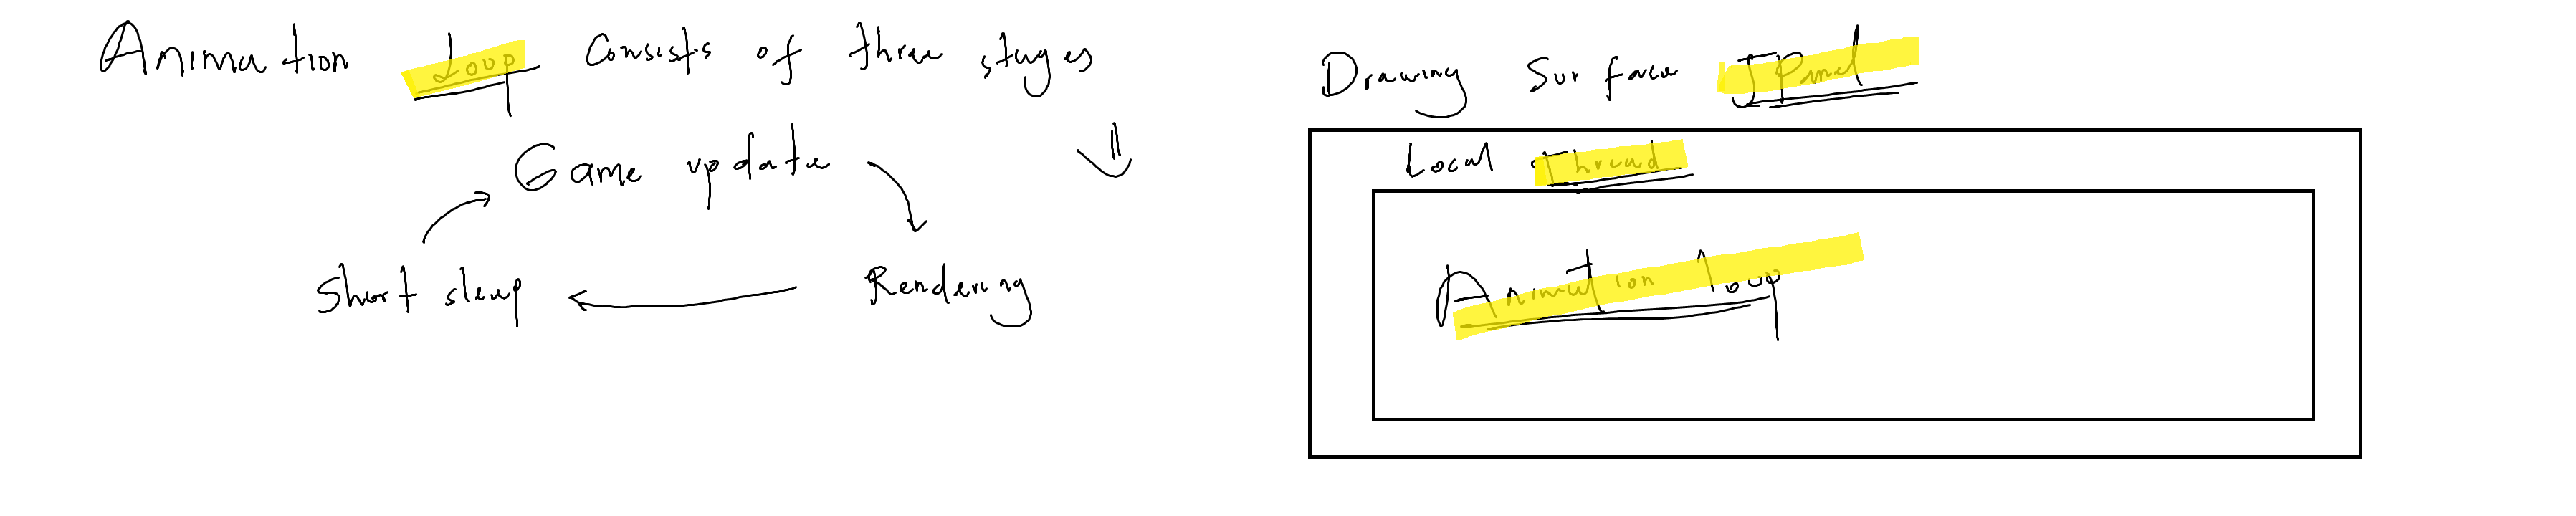 Animation Loop Consists of three stages
Game update
Rendering
Short sleep
Drawing Surface JPanel
Local Thread
Animation loop